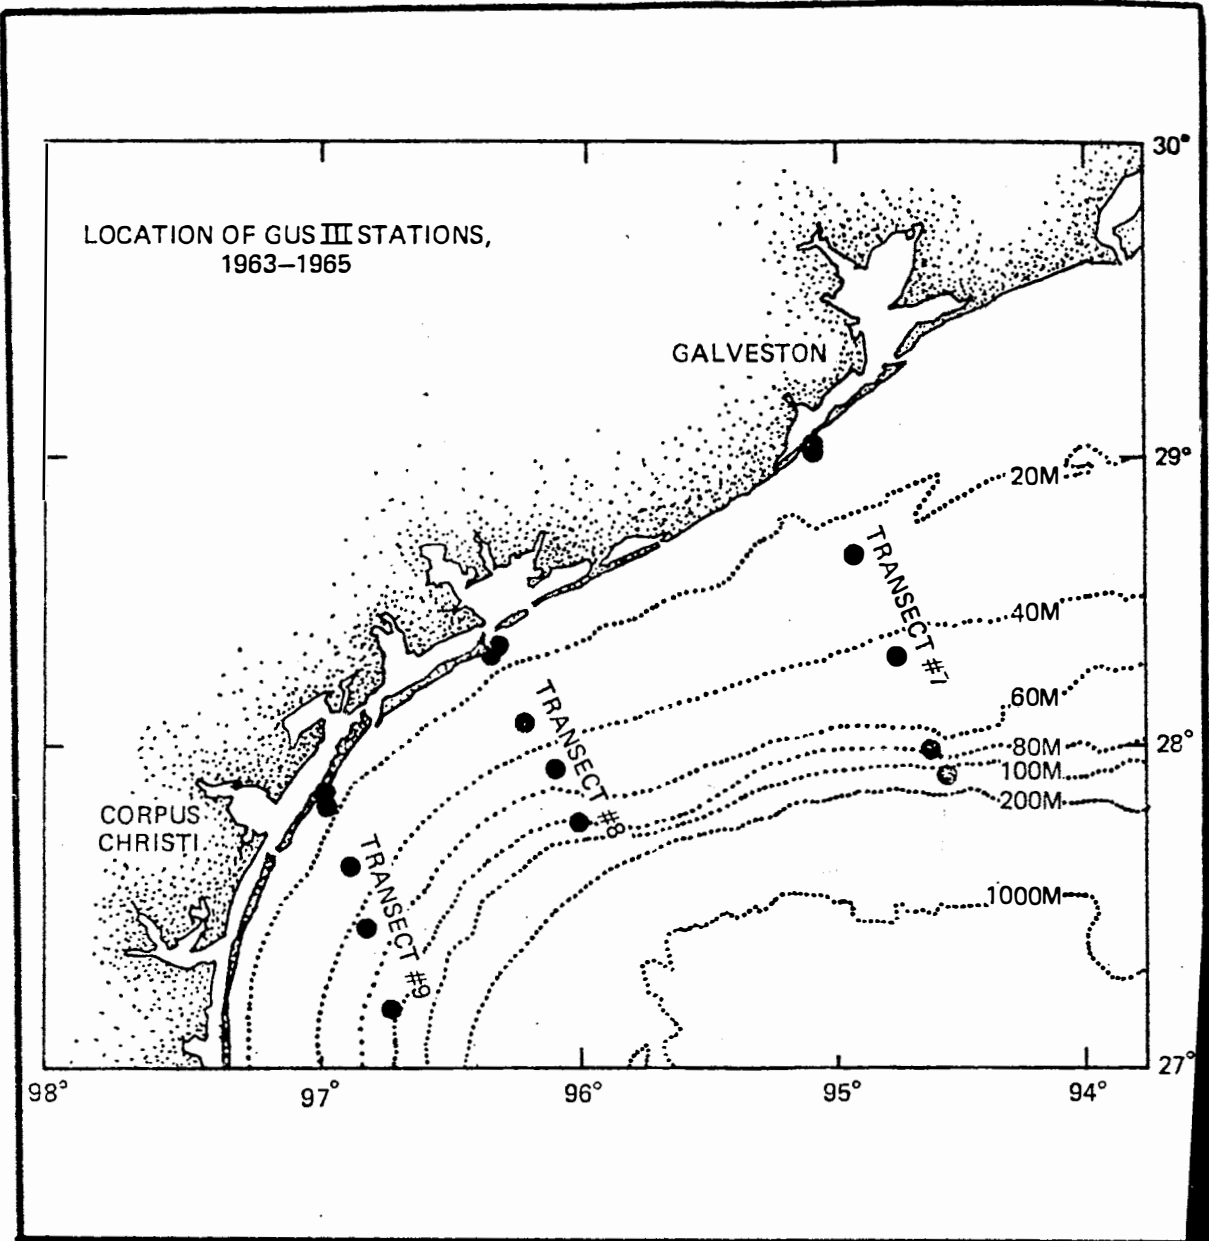 30°
LOCATION OF GUS III STATIONS,
1963–1965
GALVESTON
29°
20M
TRANSECT #7
40M
60M
TRANSECT #8
28°
80M
100M
200M
CORPUS
CHRISTI
TRANSECT #9
1000M
27°
98°
97°
96°
95°
94°